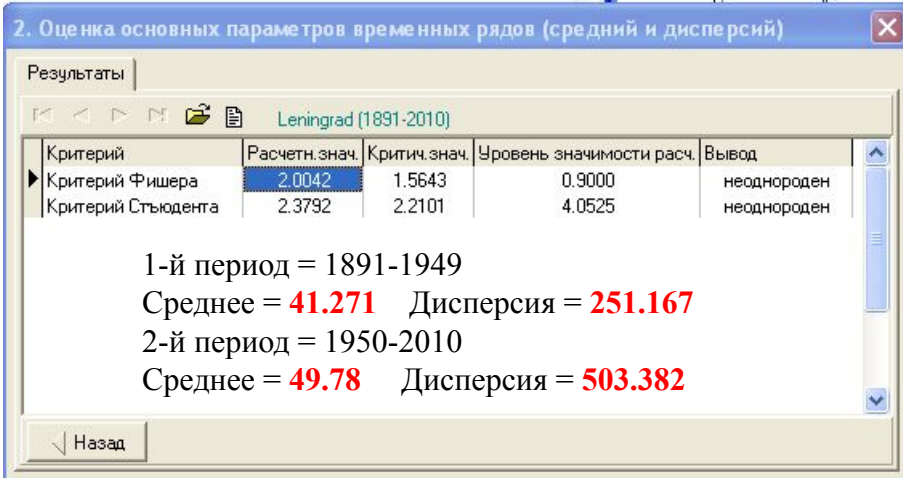 2. Оценка основных параметров временных рядов (средний и дисперсий)
Результаты
Leningrad (1891-2010)
Критерий Расчетн.знач. Критич.знач. Уровень значимости расч. Вывод
Критерий Фишера 2.0042 1.5643 0.9000 неоднороден
Критерий Стъюдента 2.3792 2.2101 4.0525 неоднороден
1-й период = 1891-1949
Среднее = 41.271 Дисперсия = 251.167
2-й период = 1950-2010
Среднее = 49.78 Дисперсия = 503.382
Назад